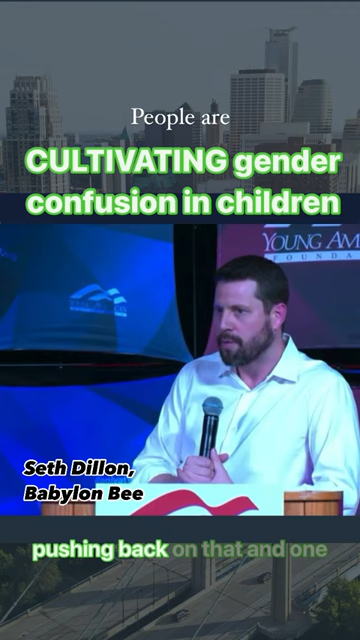 People are
CULTIVATING gender
confusion in children
YOUNG AM
FOUNDA
Seth Dillon,
Babylon Bee
pushing back on that and one